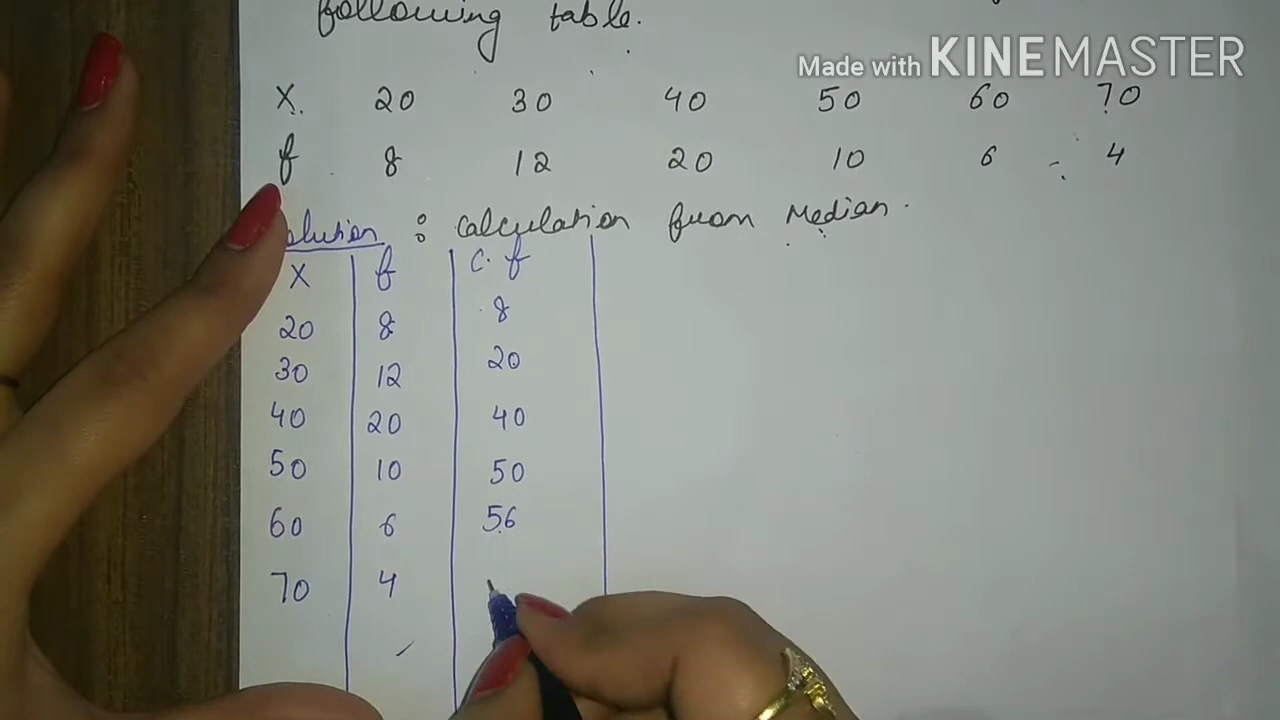 following table.
Made with KINEMASTER
X. 20 30 40 50 60 70
f 8 12 20 10 6 4
olution : Calculation from Median.
X f C.f
20 8 8
30 12 20
40 20 40
50 10 50
60 6 56
70 4